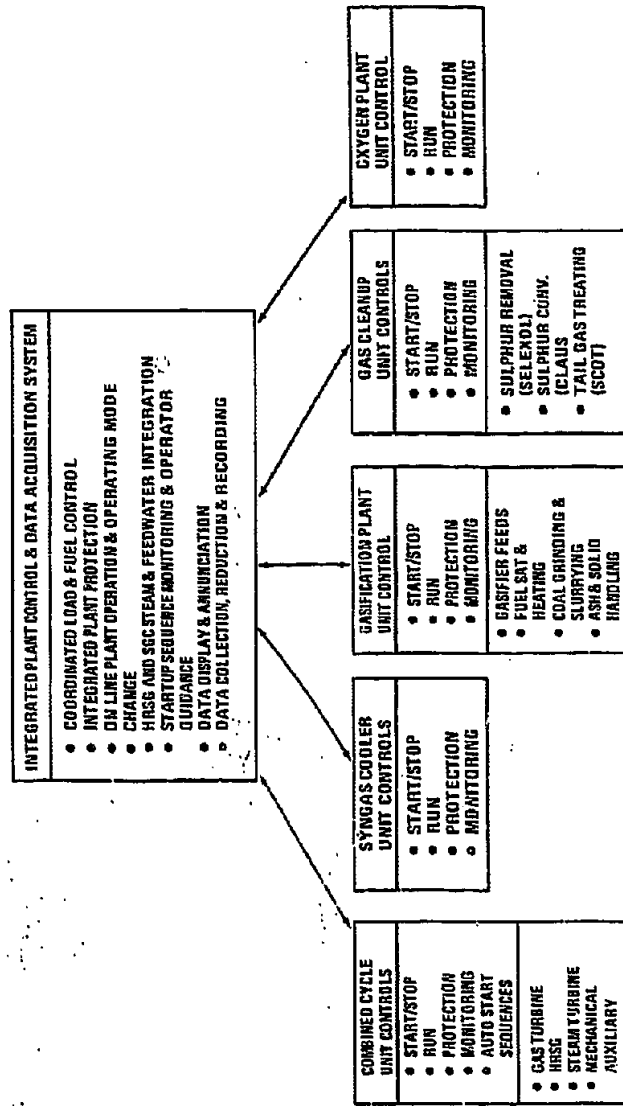 INTEGRATED PLANT CONTROL & DATA ACQUISITION SYSTEM
● COORDINATED LOAD & FUEL CONTROL
● INTEGRATED PLANT PROTECTION
● ON LINE PLANT OPERATION & OPERATING MODE
● CHANGE
● HRSG AND SGC STEAM & FEEDWATER INTEGRATION
● STARTUP SEQUENCE MONITORING & OPERATOR
GUIDANCE
● DATA DISPLAY & ANNUNCIATION
○ DATA COLLECTION, REDUCTION & RECORDING
COMBINED CYCLE
UNIT CONTROLS
● START/STOP
● RUN
● PROTECTION
● MONITORING
○ AUTO START
SEQUENCES
● GAS TURBINE
● HRSG
● STEAM TURBINE
● MECHANICAL
AUXILIARY
SYNGAS COOLER
UNIT CONTROLS
● START/STOP
● RUN
● PROTECTION
○ MONITORING
GASIFICATION PLANT
UNIT CONTROL
● START/STOP
● RUN
● PROTECTION
● MONITORING
● GASIFIER FEEDS
● FUEL SAT &
HEATING
● COAL GRINDING &
SLURRYING
● ASH & SOLID
HANDLING
GAS CLEANUP
UNIT CONTROLS
● START/STOP
● RUN
● PROTECTION
● MONITORING
● SULPHUR REMOVAL
(SELEXOL)
● SULPHUR CONV.
(CLAUS
● TAIL GAS TREATING
(SCOT)
OXYGEN PLANT
UNIT CONTROL
● START/STOP
● RUN
● PROTECTION
● MONITORING